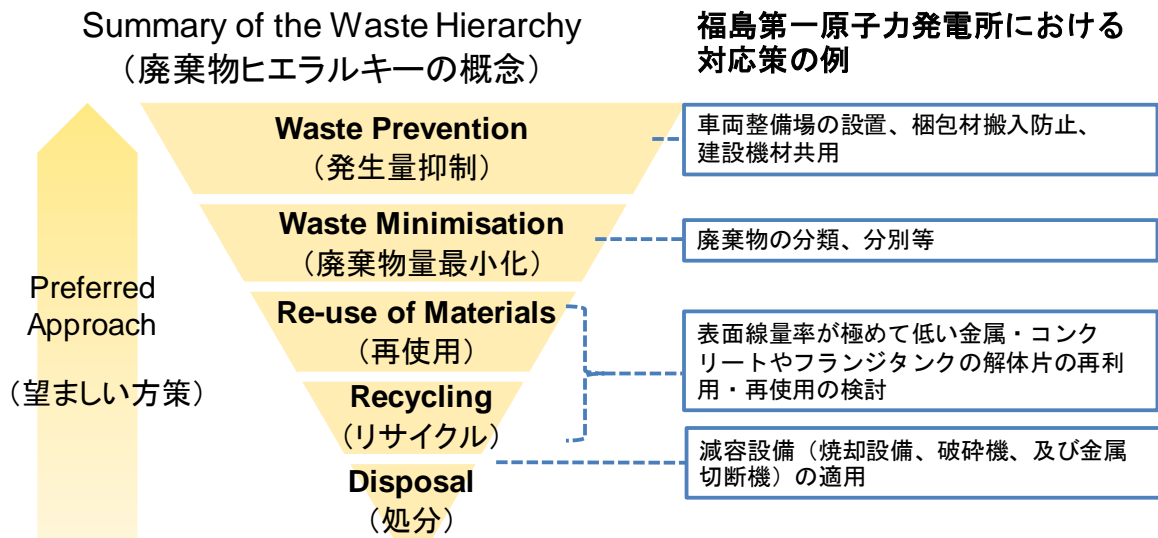 Summary of the Waste Hierarchy
（廃棄物ヒエラルキーの概念）
福島第一原子力発電所における
対応策の例
Waste Prevention
（発生量抑制）
車両整備場の設置、梱包材搬入防止、
建設機材共用
Waste Minimisation
（廃棄物量最小化）
廃棄物の分類、分別等
Preferred
Approach
（望ましい方策）
Re-use of Materials
（再使用）
Recycling
（リサイクル）
表面線量率が極めて低い金属・コンク
リートやフランジタンクの解体片の再利
用・再使用の検討
Disposal
（処分）
減容設備（焼却設備、破砕機、及び金属
切断機）の適用